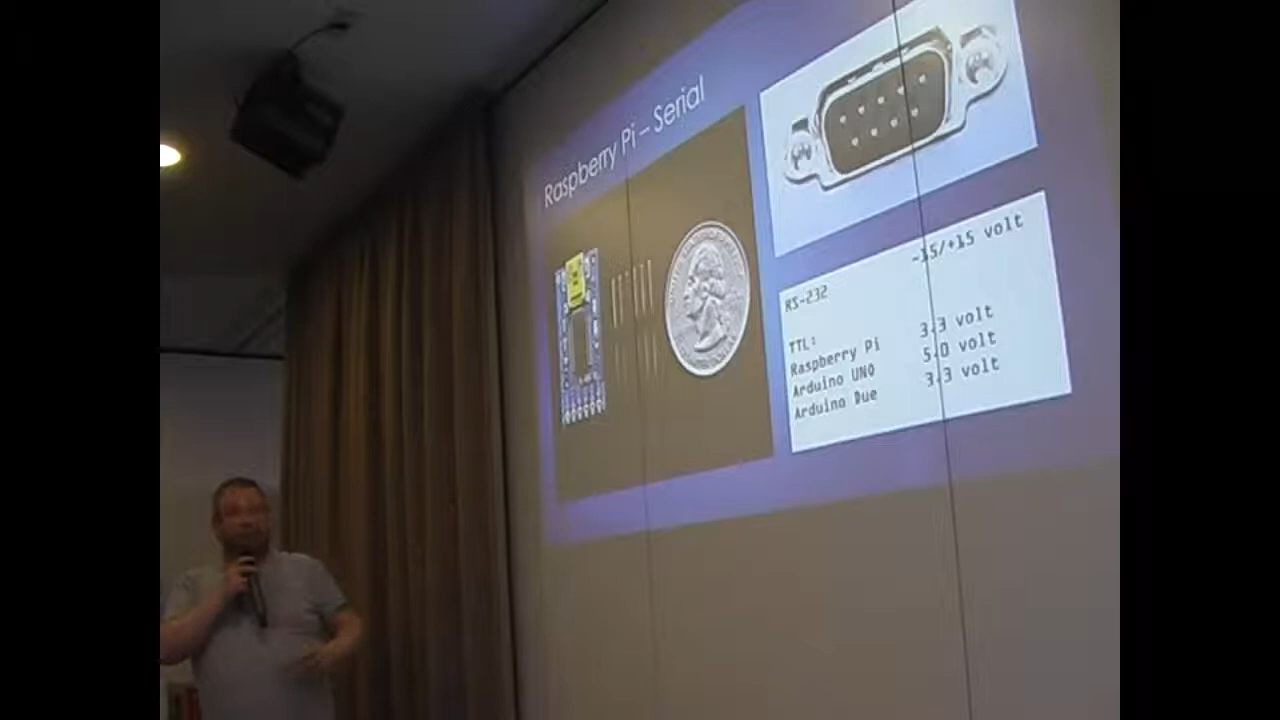 Raspberry Pi – Serial
RS-232 -15/+15 volt
TTL:
Raspberry Pi 3.3 volt
Arduino UNO 5.0 volt
Arduino Due 3.3 volt